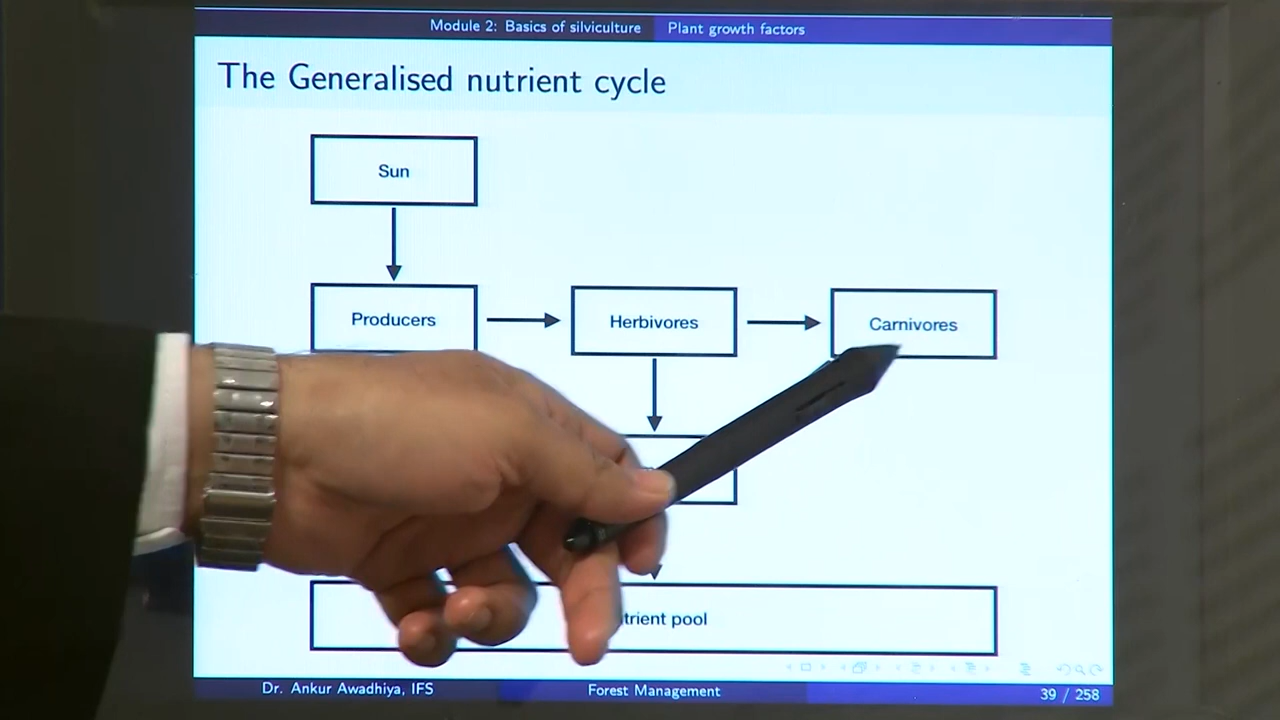 Module 2: Basics of silviculture Plant growth factors
The Generalised nutrient cycle
Sun
Producers
Herbivores
Carnivores
pool
Dr. Ankur Awadhiya, IFS Forest Management 39 / 258